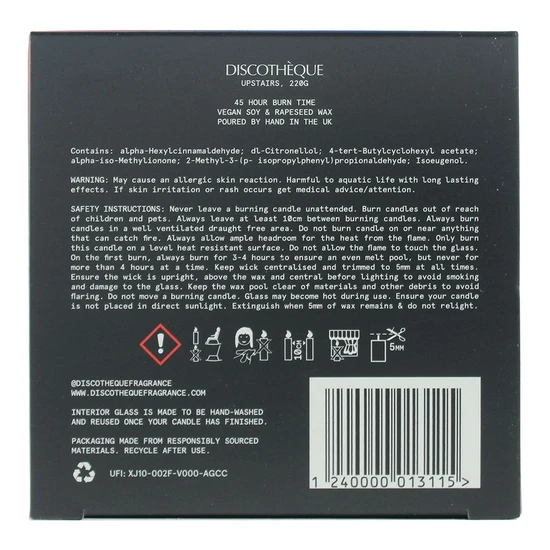 DISCOTHÈQUE
UPSTAIRS, 220G
45 HOUR BURN TIME
VEGAN SOY & RAPESEED WAX
POURED BY HAND IN THE UK
Contains: alpha-Hexylcinnamaldehyde; dl-Citronellol; 4-tert-Butylcyclohexyl acetate;
alpha-iso-Methylionone; 2-Methyl-3-(p- isopropylphenyl)propionaldehyde; Isoeugenol.
WARNING: May cause an allergic skin reaction. Harmful to aquatic life with long lasting
effects. If skin irritation or rash occurs get medical advice/attention.
SAFETY INSTRUCTIONS: Never leave a burning candle unattended. Burn candles out of reach
of children and pets. Always leave at least 10cm between burning candles. Always burn
candles in a well ventilated draught free area. Do not burn candle on or near anything
that can catch fire. Always allow ample headroom for the heat from the flame. Only burn
this candle on a level heat resistant surface. Do not allow the flame to touch the glass.
On the first burn, always burn for 3-4 hours to ensure an even melt pool, but never for
more than 4 hours at a time. Keep wick centralised and trimmed to 5mm at all times.
Ensure the wick is upright, away from the edge and centred before lighting to avoid smoking
and damage to the glass. Keep the wax pool clear of materials and other debris to avoid
flaring. Do not move a burning candle. Glass may become hot during use. Ensure your candle
is not placed in direct sunlight. Extinguish when 5mm of wax remains & do not relight.
10CM
5MM
@DISCOTHEQUEFRAGRANCE
WWW.DISCOTHEQUEFRAGRANCE.COM
INTERIOR GLASS IS MADE TO BE HAND-WASHED
AND REUSED ONCE YOUR CANDLE HAS FINISHED.
PACKAGING MADE FROM RESPONSIBLY SOURCED
MATERIALS. RECYCLE AFTER USE.
UFI: XJ10-002F-V000-AGCC
1 240000 013115 >